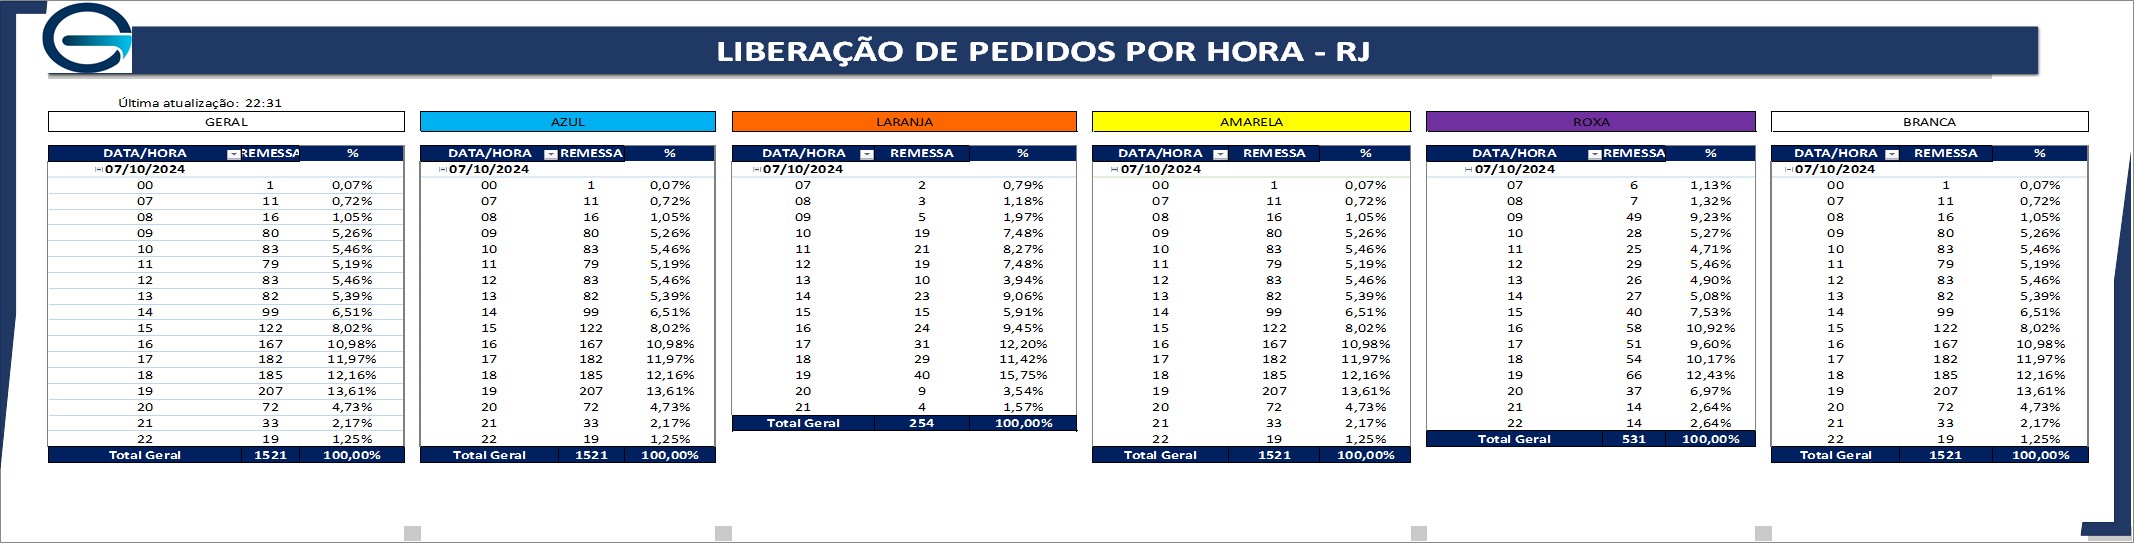 LIBERAÇÃO DE PEDIDOS POR HORA - RJ
Última atualização: 22:31
GERAL AZUL LARANJA AMARELA ROXA BRANCA
DATA/HORA REMESSA % DATA/HORA REMESSA % DATA/HORA REMESSA % DATA/HORA REMESSA % DATA/HORA REMESSA % DATA/HORA REMESSA %
07/10/2024 07/10/2024 07/10/2024 07/10/2024 07/10/2024 07/10/2024
00 1 0,07% 00 1 0,07% 07 2 0,79% 00 1 0,07% 07 6 1,13% 00 1 0,07%
07 11 0,72% 07 11 0,72% 08 3 1,18% 07 11 0,72% 08 7 1,32% 07 11 0,72%
08 16 1,05% 08 16 1,05% 09 5 1,97% 08 16 1,05% 09 49 9,23% 08 16 1,05%
09 80 5,26% 09 80 5,26% 10 19 7,48% 09 80 5,26% 10 28 5,27% 09 80 5,26%
10 83 5,46% 10 83 5,46% 11 21 8,27% 10 83 5,46% 11 25 4,71% 10 83 5,46%
11 79 5,19% 11 79 5,19% 12 19 7,48% 11 79 5,19% 12 29 5,46% 11 79 5,19%
12 83 5,46% 12 83 5,46% 13 10 3,94% 12 83 5,46% 13 26 4,90% 12 83 5,46%
13 82 5,39% 13 82 5,39% 14 23 9,06% 13 82 5,39% 14 27 5,08% 13 82 5,39%
14 99 6,51% 14 99 6,51% 15 15 5,91% 14 99 6,51% 15 40 7,53% 14 99 6,51%
15 122 8,02% 15 122 8,02% 16 24 9,45% 15 122 8,02% 16 58 10,92% 15 122 8,02%
16 167 10,98% 16 167 10,98% 17 31 12,20% 16 167 10,98% 17 51 9,60% 16 167 10,98%
17 182 11,97% 17 182 11,97% 18 29 11,42% 17 182 11,97% 18 54 10,17% 17 182 11,97%
18 185 12,16% 18 185 12,16% 19 40 15,75% 18 185 12,16% 19 66 12,43% 18 185 12,16%
19 207 13,61% 19 207 13,61% 20 9 3,54% 19 207 13,61% 20 37 6,97% 19 207 13,61%
20 72 4,73% 20 72 4,73% 21 4 1,57% 20 72 4,73% 21 14 2,64% 20 72 4,73%
21 33 2,17% 21 33 2,17% Total Geral 254 100,00% 21 33 2,17% 22 14 2,64% 21 33 2,17%
22 19 1,25% 22 19 1,25% 22 19 1,25% Total Geral 531 100,00% 22 19 1,25%
Total Geral 1521 100,00% Total Geral 1521 100,00% Total Geral 1521 100,00% Total Geral 1521 100,00%